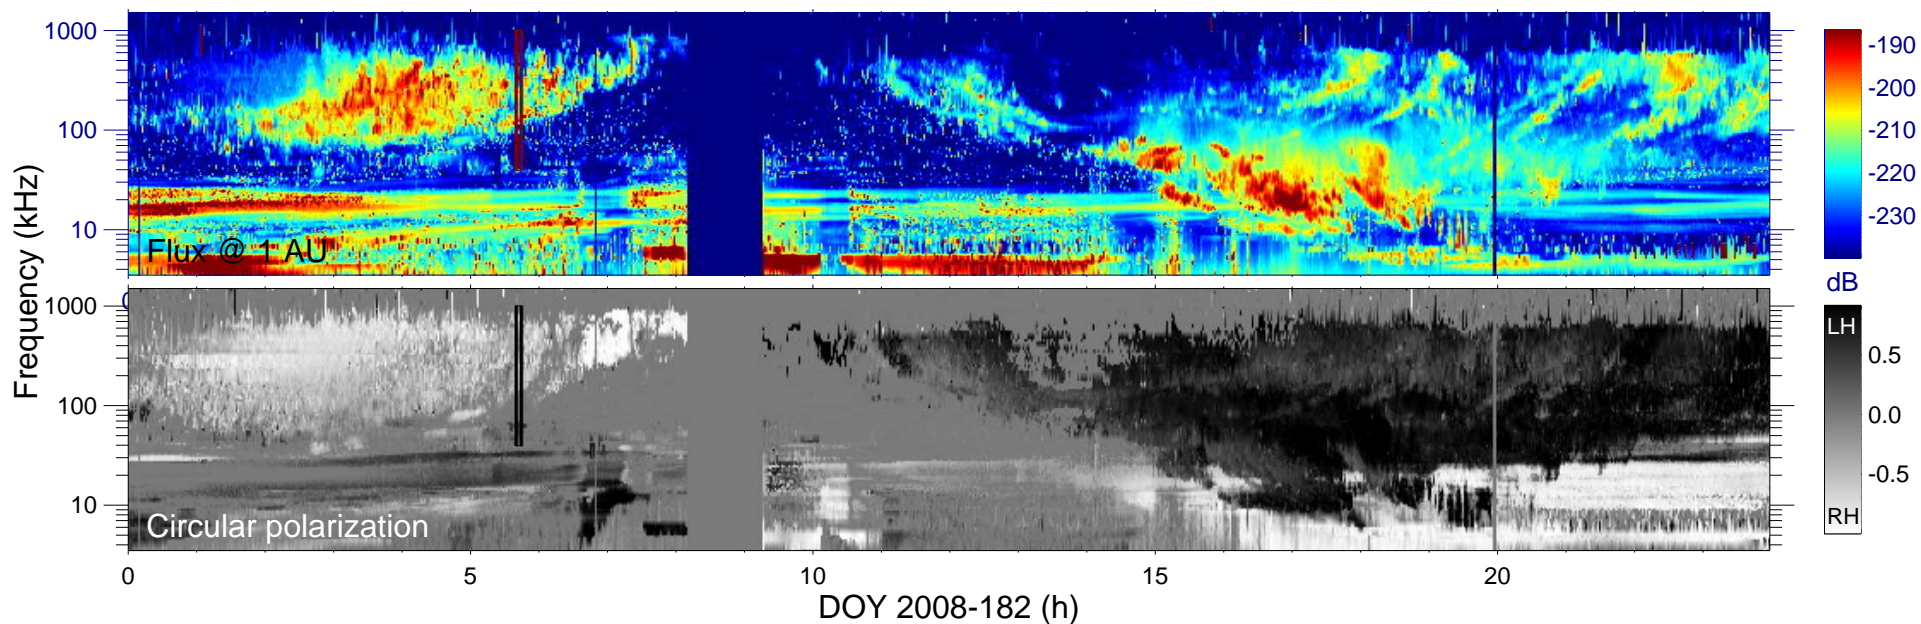 1000
100
10
Flux @ 1 AU
-190
-200
-210
-220
-230
dB
0
Frequency (kHz)
1000
100
10
Circular polarization
LH
0.5
0.0
-0.5
RH
0 5 10 15 20
DOY 2008-182 (h)